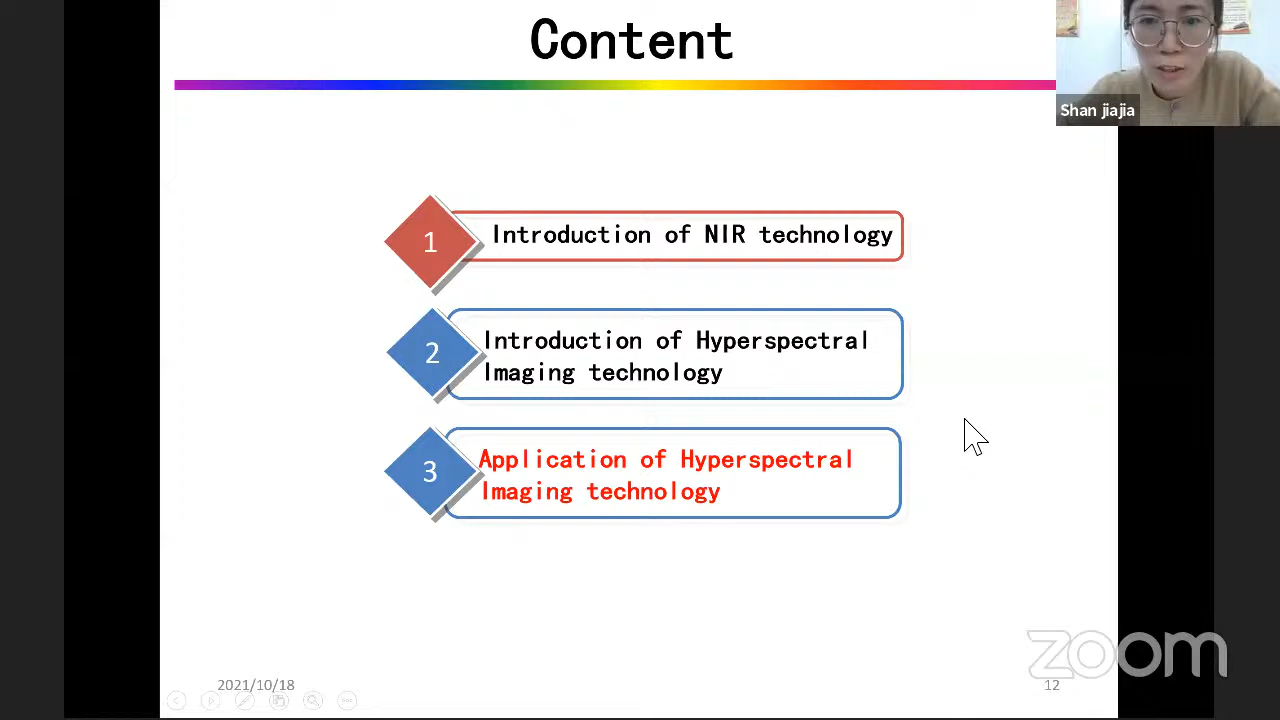 Content
Shan jiajia
1
Introduction of NIR technology
2
Introduction of Hyperspectral
Imaging technology
3
Application of Hyperspectral
Imaging technology
zoom
2021/10/18
12